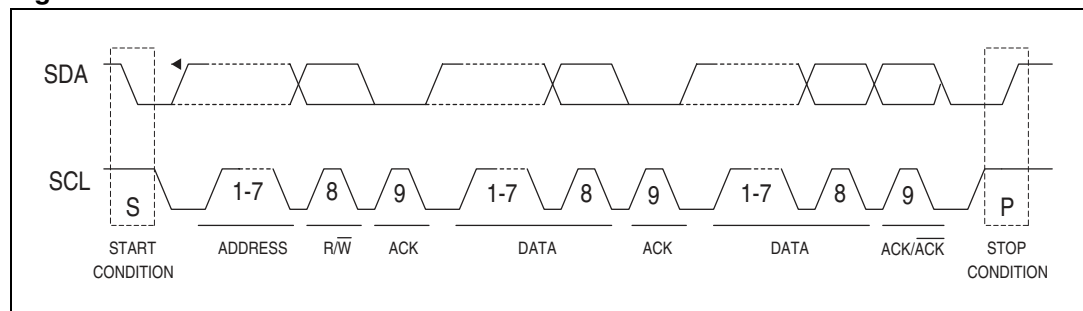 SDA
SCL
S
1-7
8
9
1-7
8
9
1-7
8
9
P
START
CONDITION
ADDRESS
R/W̅
ACK
DATA
ACK
DATA
ACK/A̅C̅K̅
STOP
CONDITION